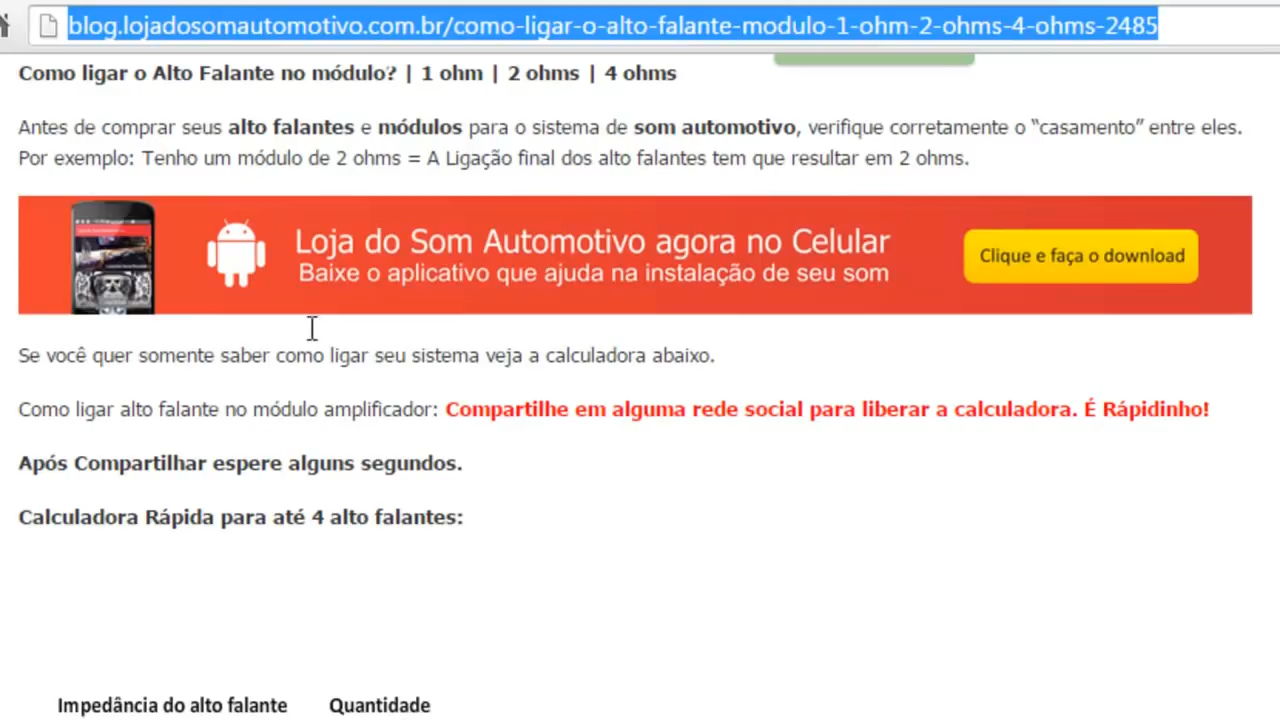 blog.lojadosomautomotivo.com.br/como-ligar-o-alto-falante-modulo-1-ohm-2-ohms-4-ohms-2485
Como ligar o Alto Falante no módulo? | 1 ohm | 2 ohms | 4 ohms
Antes de comprar seus alto falantes e módulos para o sistema de som automotivo, verifique corretamente o “casamento” entre eles.
Por exemplo: Tenho um módulo de 2 ohms = A Ligação final dos alto falantes tem que resultar em 2 ohms.
Loja do Som Automotivo agora no Celular
Baixe o aplicativo que ajuda na instalação de seu som
Clique e faça o download
Se você quer somente saber como ligar seu sistema veja a calculadora abaixo.
Como ligar alto falante no módulo amplificador: Compartilhe em alguma rede social para liberar a calculadora. É Rápidinho!
Após Compartilhar espere alguns segundos.
Calculadora Rápida para até 4 alto falantes:
Impedância do alto falante Quantidade